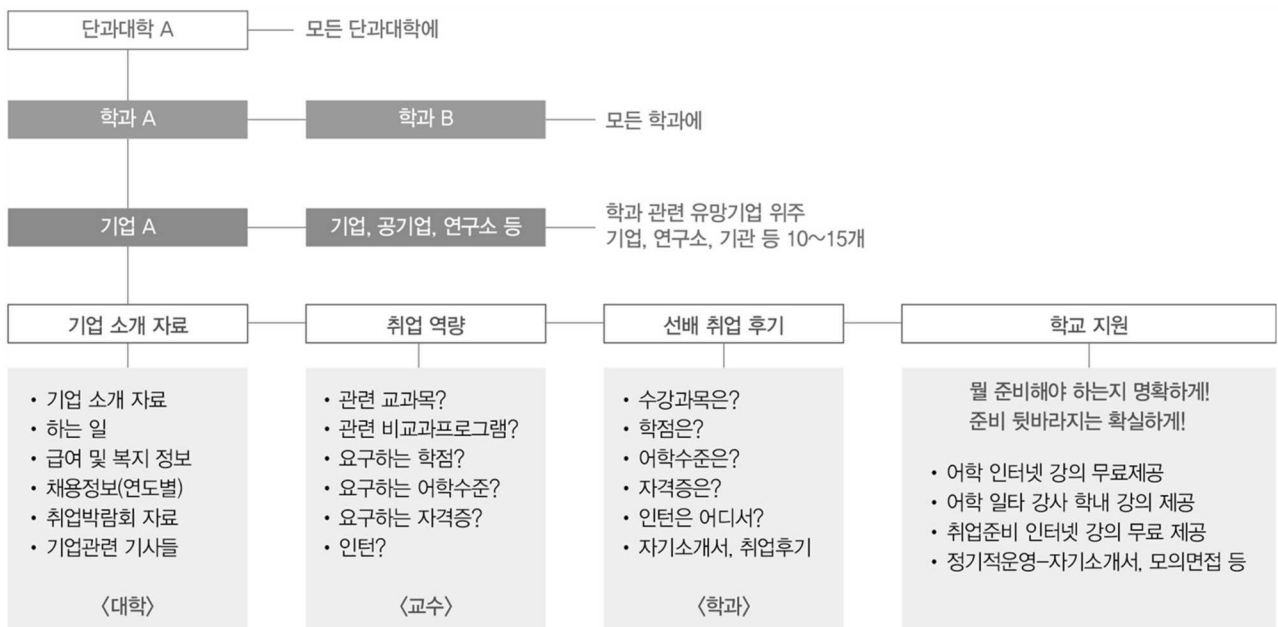 단과대학 A
모든 단과대학에
학과 A
학과 B
모든 학과에
기업 A
기업, 공기업, 연구소 등
학과 관련 유망기업 위주
기업, 연구소, 기관 등 10~15개
기업 소개 자료
• 기업 소개 자료
• 하는 일
• 급여 및 복지 정보
• 채용정보(연도별)
• 취업박람회 자료
• 기업관련 기사들
〈대학〉
취업 역량
• 관련 교과목?
• 관련 비교과프로그램?
• 요구하는 학점?
• 요구하는 어학수준?
• 요구하는 자격증?
• 인턴?
〈교수〉
선배 취업 후기
• 수강과목은?
• 학점은?
• 어학수준은?
• 자격증은?
• 인턴은 어디서?
• 자기소개서, 취업후기
〈학과〉
학교 지원
뭘 준비해야 하는지 명확하게!
준비 뒷바라지는 확실하게!
• 어학 인터넷 강의 무료제공
• 어학 일타 강사 학내 강의 제공
• 취업준비 인터넷 강의 무료 제공
• 정기적운영–자기소개서, 모의면접 등